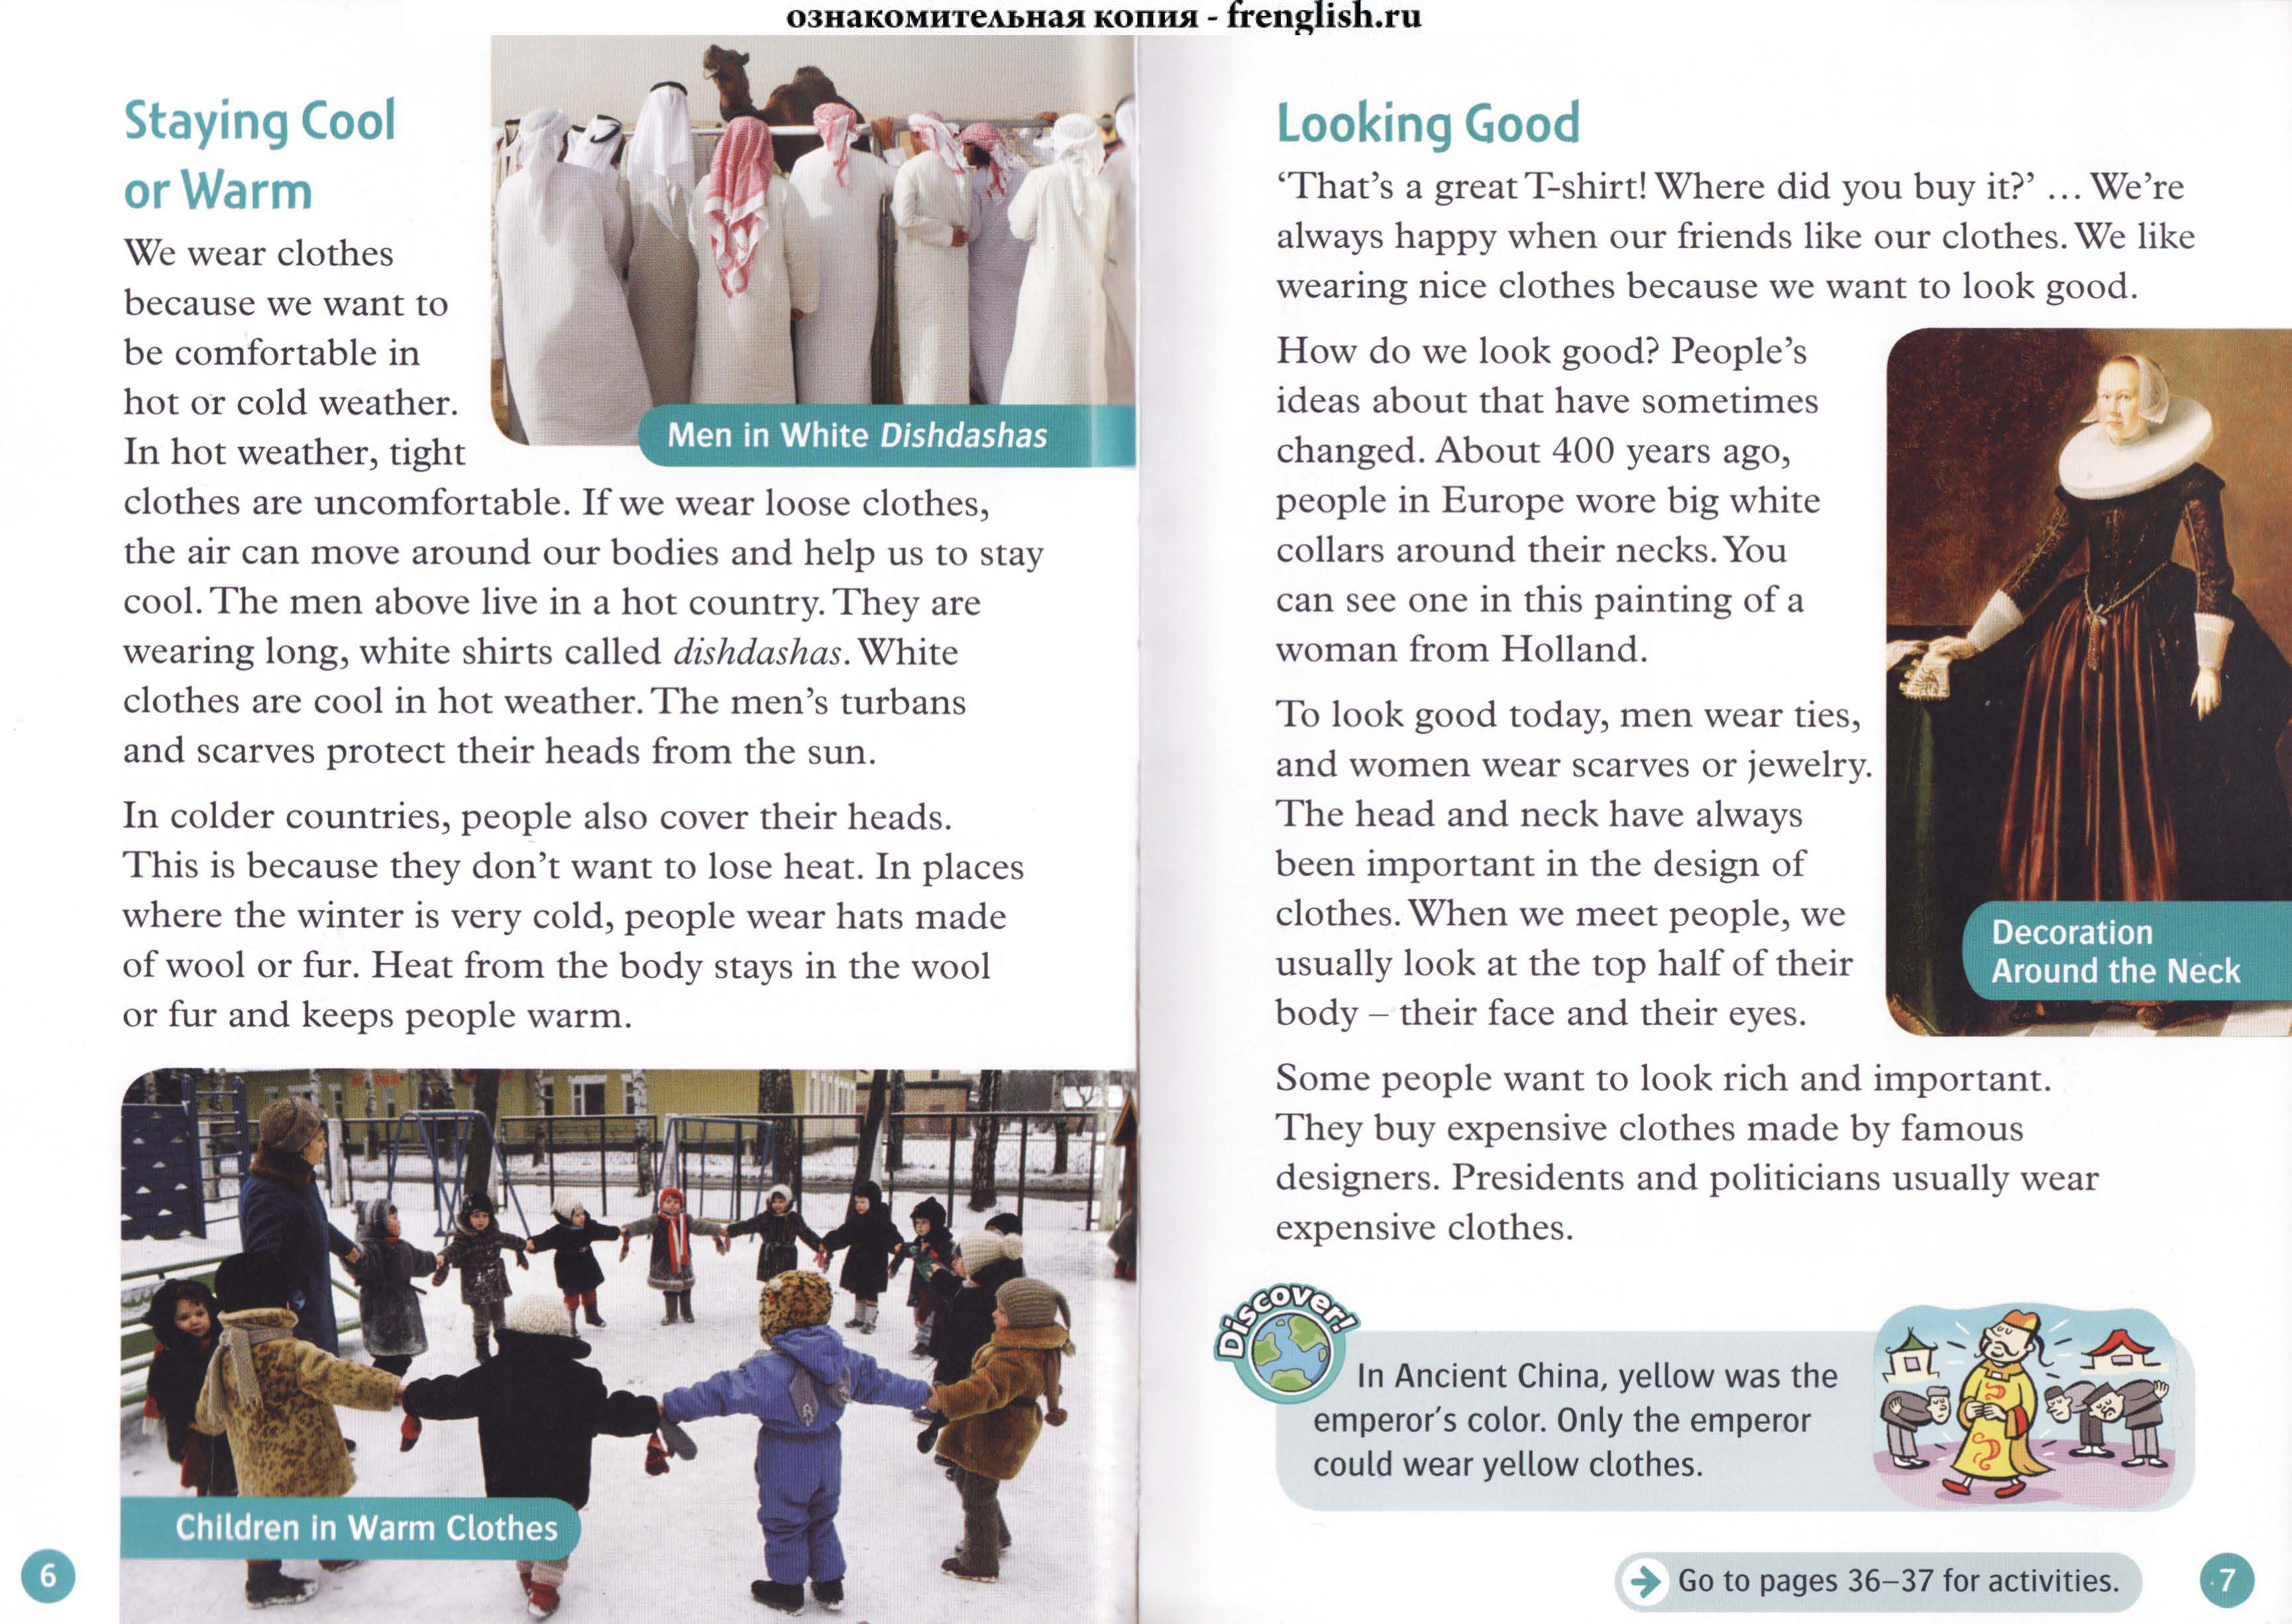 ознакомительная копия - frenglish.ru
Staying Cool
or Warm
We wear clothes
because we want to
be comfortable in
hot or cold weather.
In hot weather, tight
clothes are uncomfortable. If we wear loose clothes,
the air can move around our bodies and help us to stay
cool. The men above live in a hot country. They are
wearing long, white shirts called dishdashas. White
clothes are cool in hot weather. The men's turbans
and scarves protect their heads from the sun.
Men in White Dishdashas
In colder countries, people also cover their heads.
This is because they don't want to lose heat. In places
where the winter is very cold, people wear hats made
of wool or fur. Heat from the body stays in the wool
or fur and keeps people warm.
Children in Warm Clothes
6
Looking Good
‘That's a great T-shirt! Where did you buy it?’ … We're
always happy when our friends like our clothes. We like
wearing nice clothes because we want to look good.
How do we look good? People's
ideas about that have sometimes
changed. About 400 years ago,
people in Europe wore big white
collars around their necks. You
can see one in this painting of a
woman from Holland.
To look good today, men wear ties,
and women wear scarves or jewelry.
The head and neck have always
been important in the design of
clothes. When we meet people, we
usually look at the top half of their
body – their face and their eyes.
Decoration
Around the Neck
Some people want to look rich and important.
They buy expensive clothes made by famous
designers. Presidents and politicians usually wear
expensive clothes.
Discover!
In Ancient China, yellow was the
emperor's color. Only the emperor
could wear yellow clothes.
Go to pages 36–37 for activities.
7